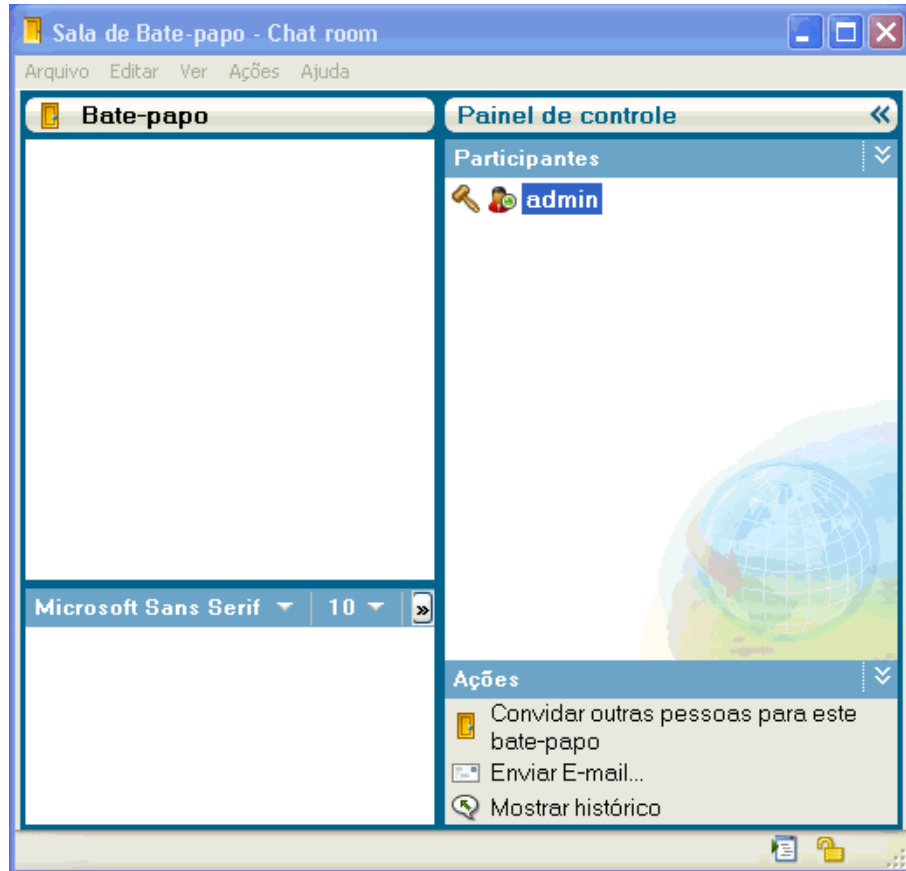 Sala de Bate-papo - Chat room
Arquivo Editar Ver Ações Ajuda
Bate-papo
Painel de controle
Participantes
admin
Microsoft Sans Serif 10
Ações
Convidar outras pessoas para este
bate-papo
Enviar E-mail...
Mostrar histórico